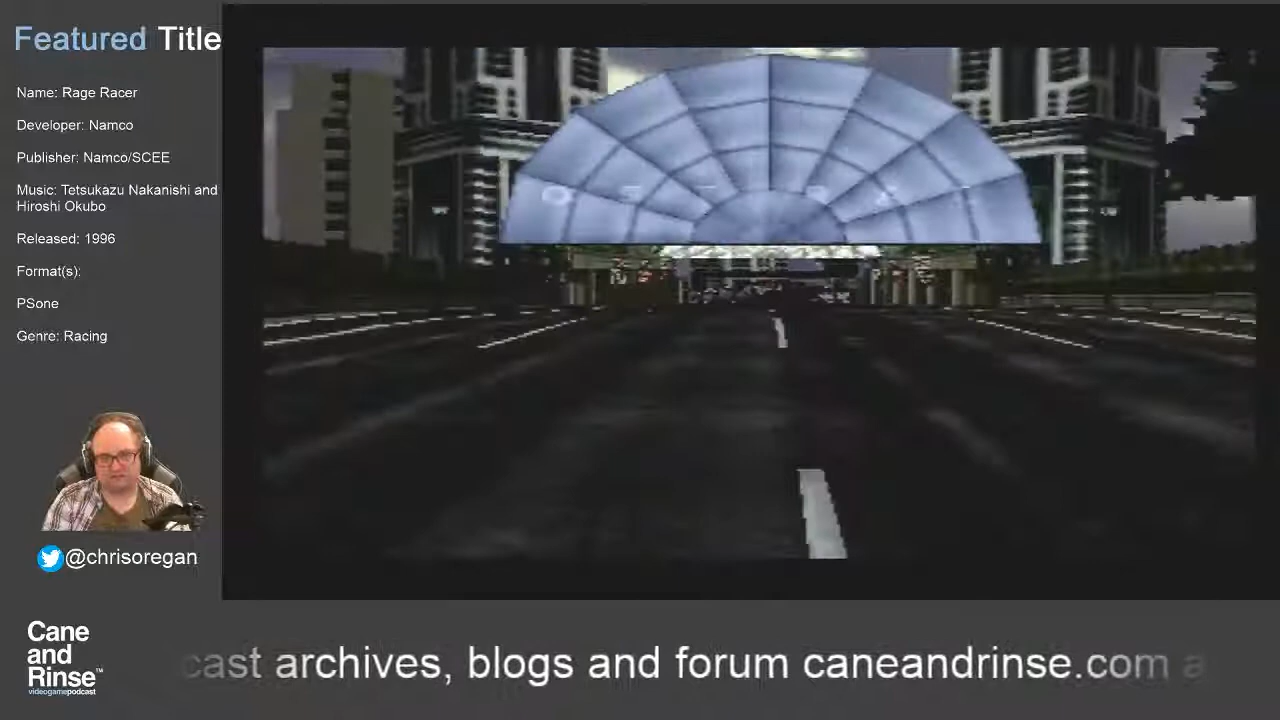 Featured Title
Name: Rage Racer
Developer: Namco
Publisher: Namco/SCEE
Music: Tetsukazu Nakanishi and
Hiroshi Okubo
Released: 1996
Format(s):
PSone
Genre: Racing
@chrisoregan
Cane
and
Rinse™
videogamepodcast
cast archives, blogs and forum caneandrinse.com a